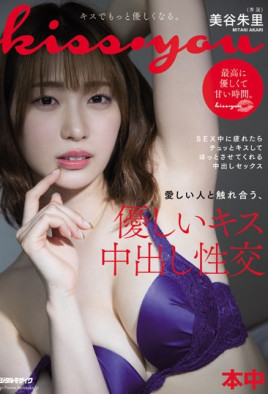 キスでもっと優しくなる。
kiss you
美谷朱里
MITANI AKARI
最高に
優しくて
甘い時間。
kiss you
SEX中に疲れたら
チュッとキスして
ほっとさせてくれる
中出しセックス
愛しい人と触れ合う、
優しいキス
中出し性交
本中